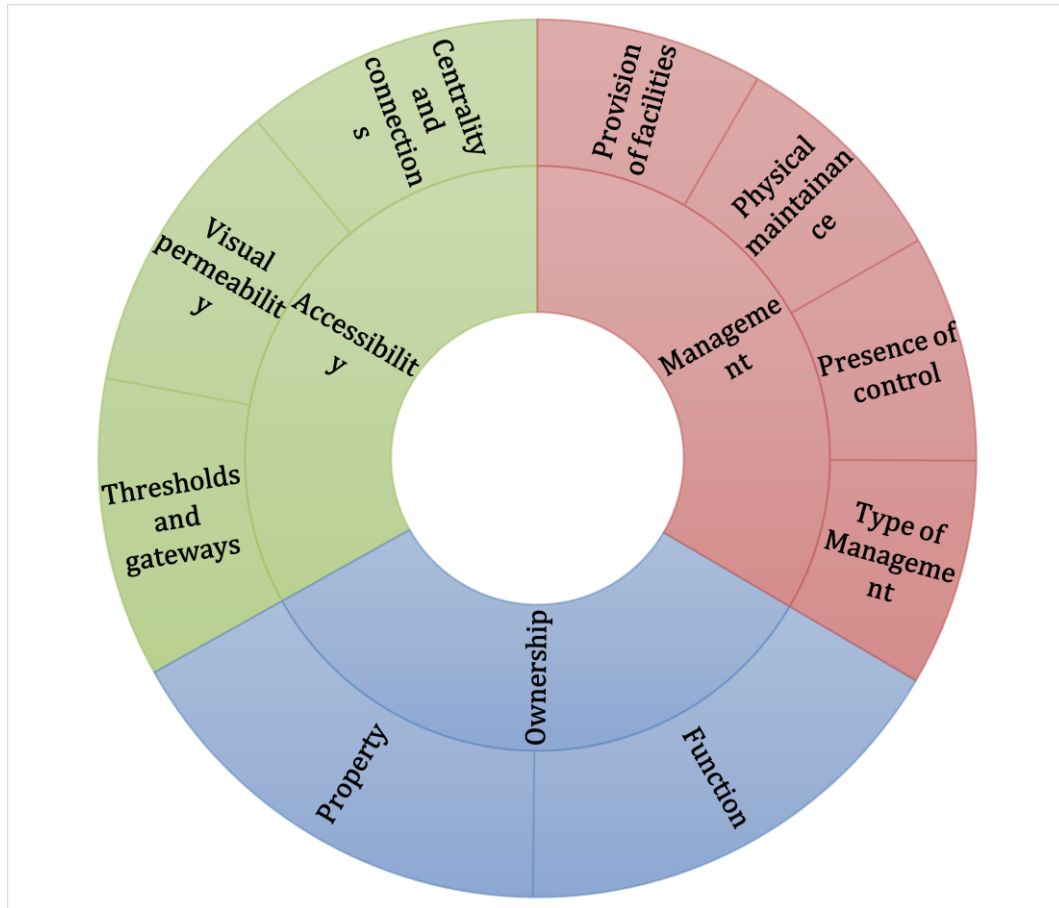 Centrality
and
connection
s
Provision
of facilities
Physical
maintainan
ce
Visual
permeabilit
y
Accessibilit
y
Manageme
nt
Presence of
control
Thresholds
and
gateways
Type of
Manageme
nt
Ownership
Property
Function